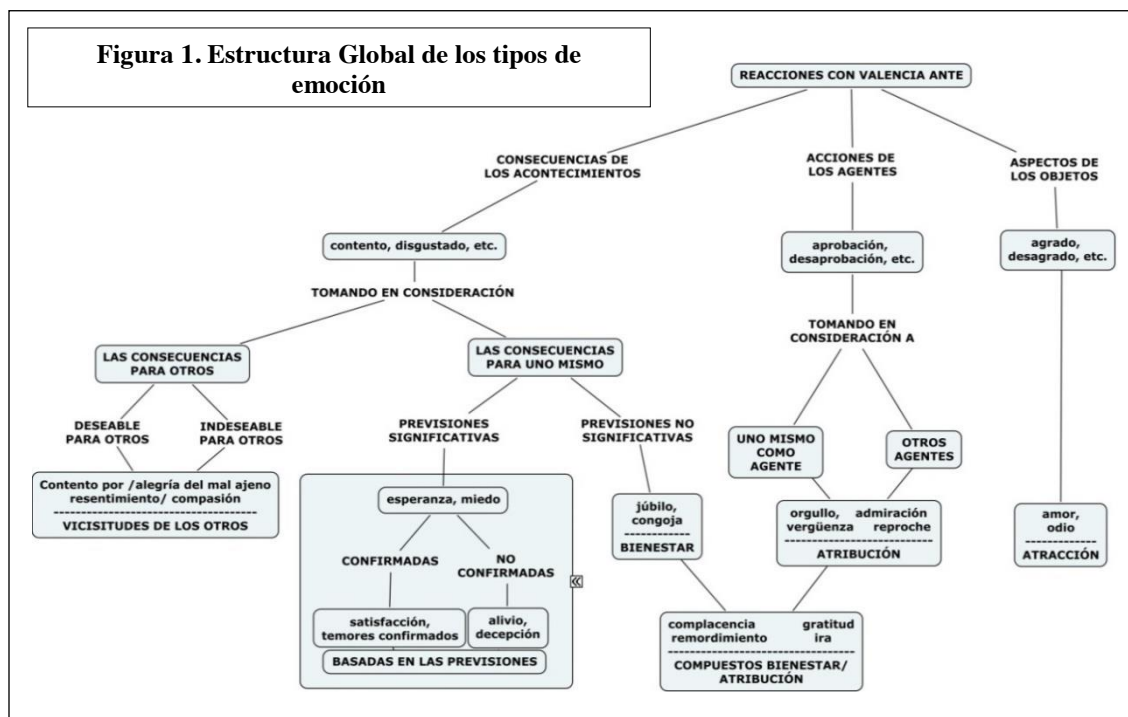 Figura 1. Estructura Global de los tipos de
emoción
REACCIONES CON VALENCIA ANTE
CONSECUENCIAS DE
LOS ACONTECIMIENTOS
ACCIONES DE
LOS AGENTES
ASPECTOS DE
LOS OBJETOS
contento, disgustado, etc.
aprobación,
desaprobación, etc.
agrado,
desagrado, etc.
TOMANDO EN CONSIDERACIÓN
TOMANDO EN
CONSIDERACIÓN A
LAS CONSECUENCIAS
PARA OTROS
LAS CONSECUENCIAS
PARA UNO MISMO
DESEABLE
PARA OTROS
INDESEABLE
PARA OTROS
PREVISIONES
SIGNIFICATIVAS
PREVISIONES NO
SIGNIFICATIVAS
UNO MISMO
COMO
AGENTE
OTROS
AGENTES
Contento por /alegría del mal ajeno
resentimiento/ compasión
VICISITUDES DE LOS OTROS
esperanza, miedo
júbilo,
congoja
BIENESTAR
orgullo, admiración
vergüenza reproche
ATRIBUCIÓN
amor,
odio
ATRACCIÓN
CONFIRMADAS
NO
CONFIRMADAS
satisfacción,
temores confirmados
alivio,
decepción
BASADAS EN LAS PREVISIONES
complacencia gratitud
remordimiento ira
COMPUESTOS BIENESTAR/
ATRIBUCIÓN